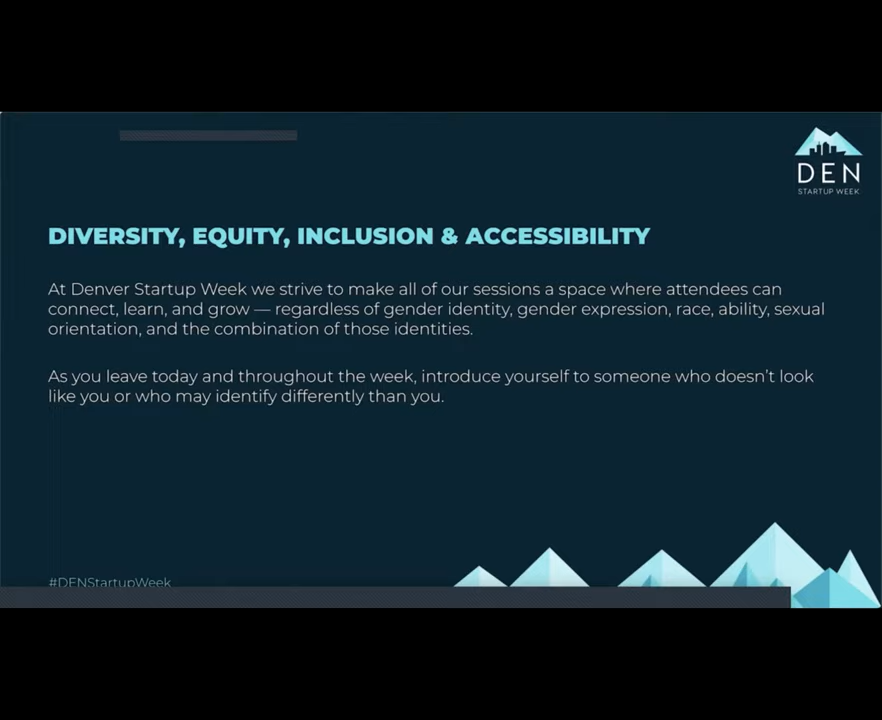 DEN
STARTUP WEEK
DIVERSITY, EQUITY, INCLUSION & ACCESSIBILITY
At Denver Startup Week we strive to make all of our sessions a space where attendees can
connect, learn, and grow — regardless of gender identity, gender expression, race, ability, sexual
orientation, and the combination of those identities.
As you leave today and throughout the week, introduce yourself to someone who doesn’t look
like you or who may identify differently than you.
#DENStartupWeek